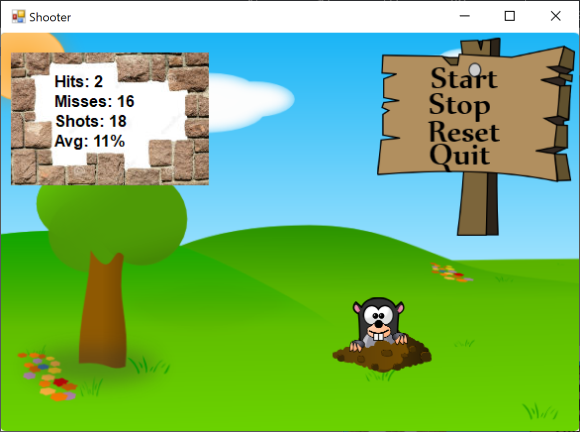 Shooter
Hits: 2
Misses: 16
Shots: 18
Avg: 11%
Start
Stop
Reset
Quit